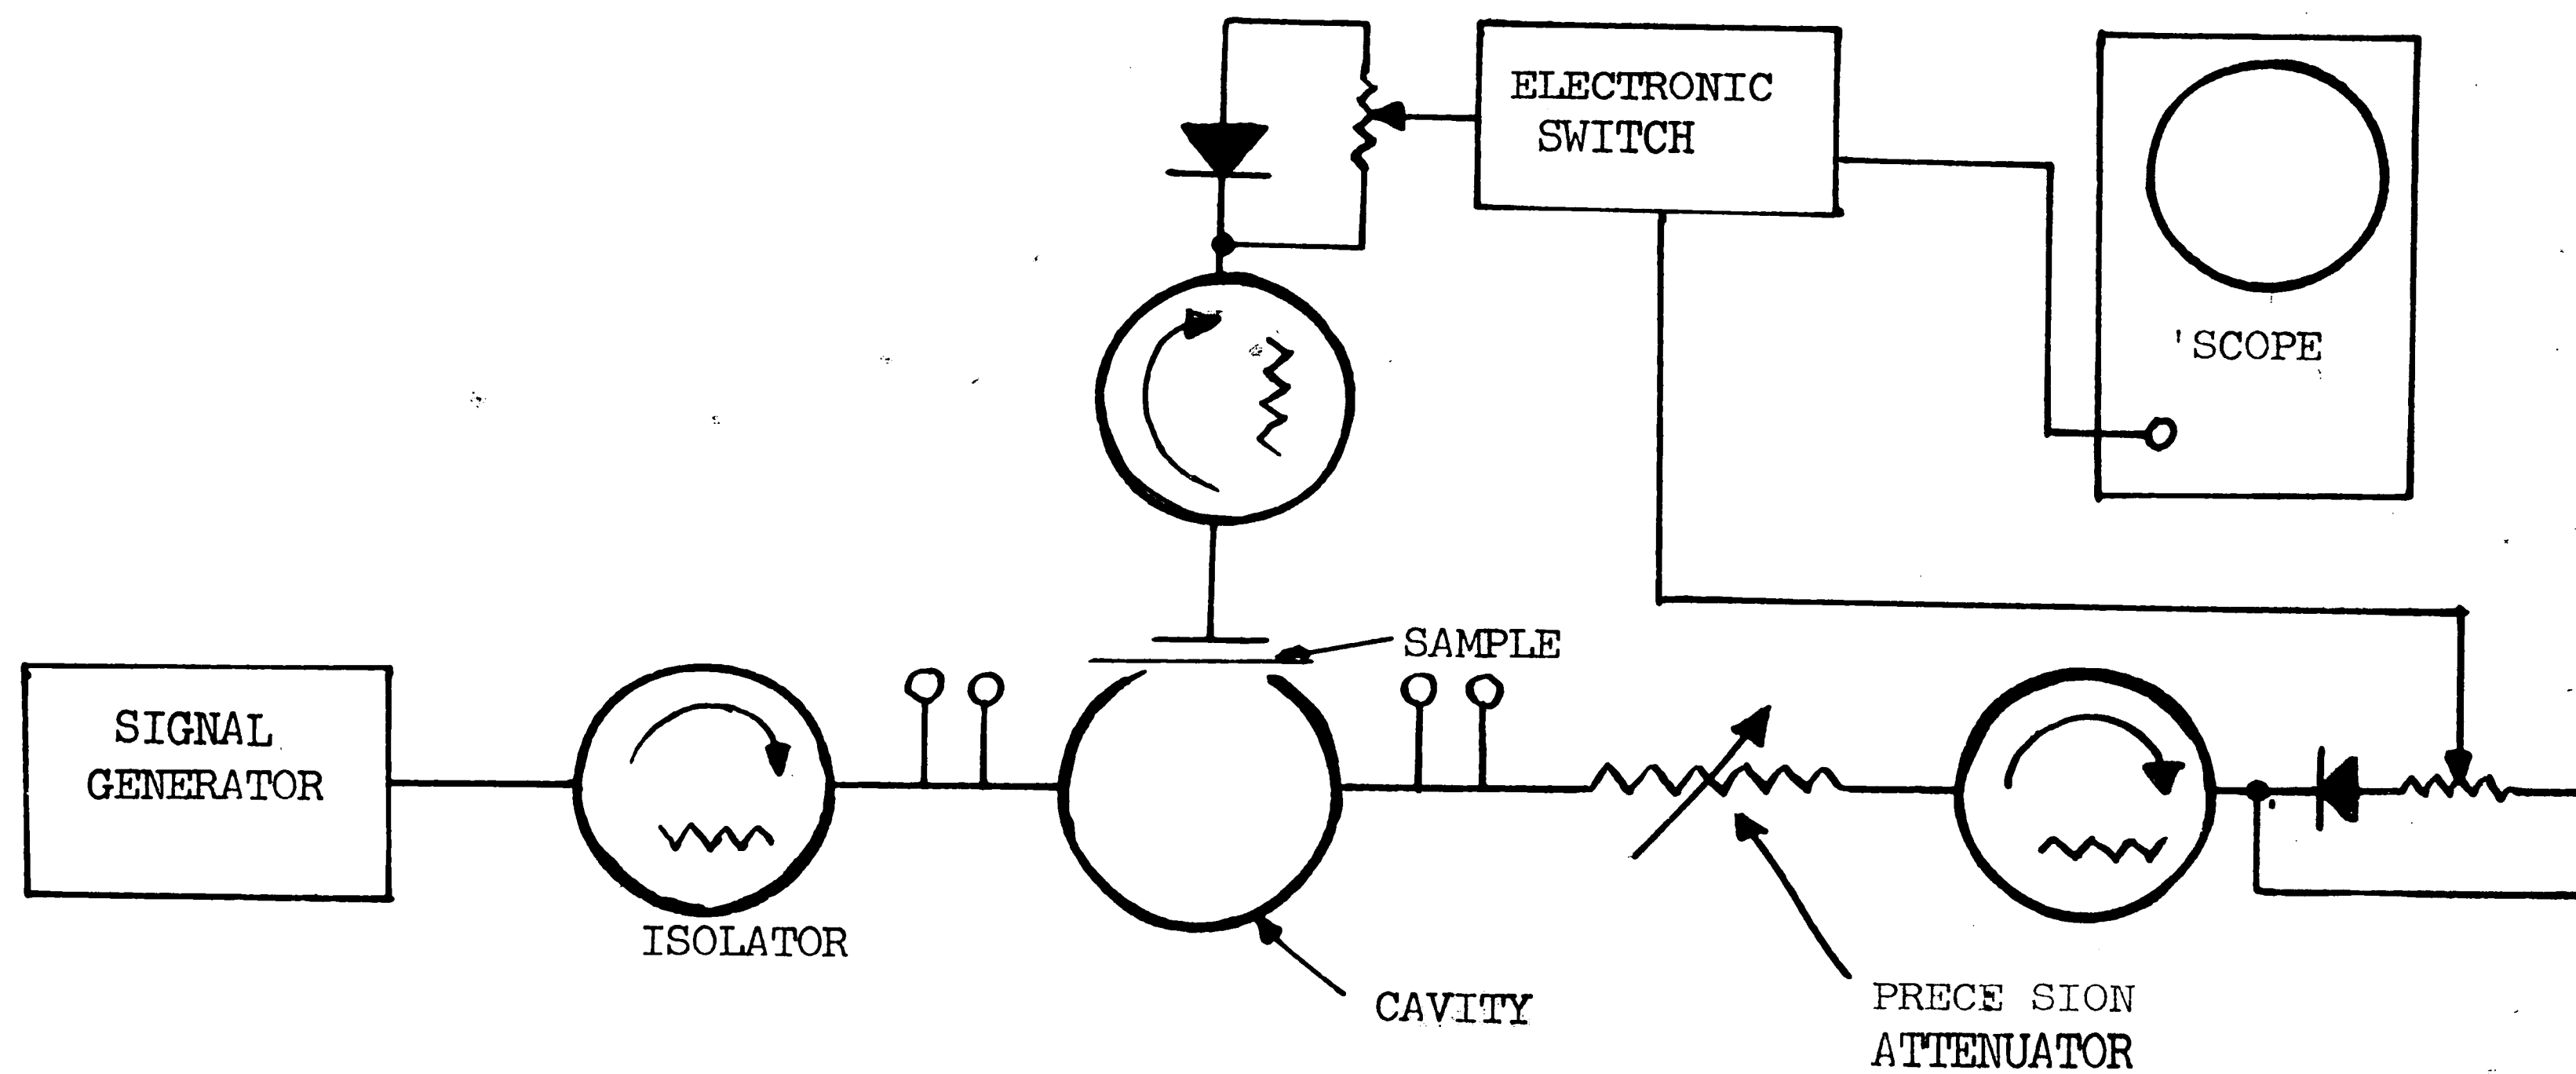 ELECTRONIC
SWITCH
'SCOPE
SAMPLE
SIGNAL
GENERATOR
ISOLATOR
CAVITY
PRECE SION
ATTENUATOR